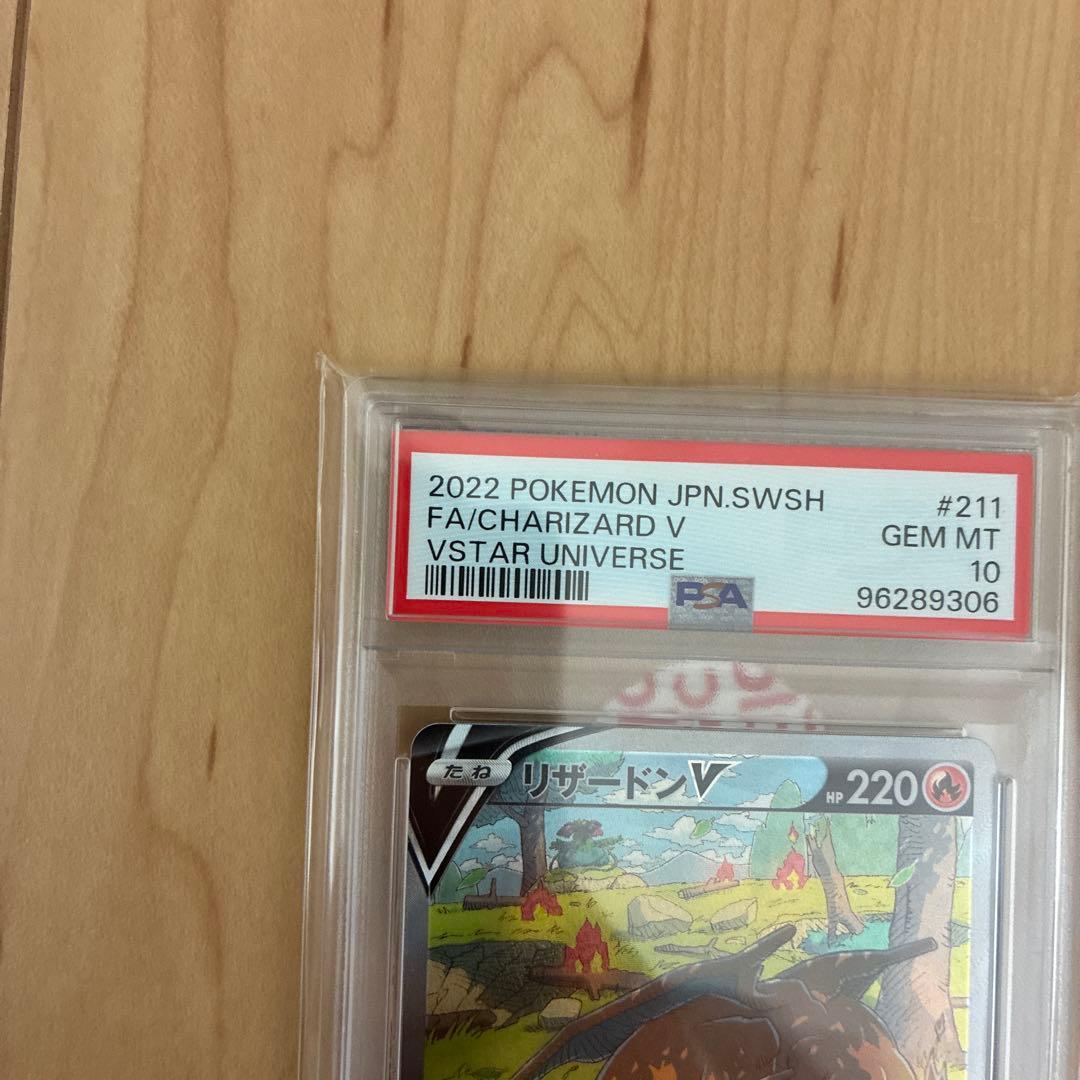 2022 POKEMON JPN.SWSH #211
FA/CHARIZARD V GEM MT
VSTAR UNIVERSE 10
PSA 96289306
たね リザードンV HP 220